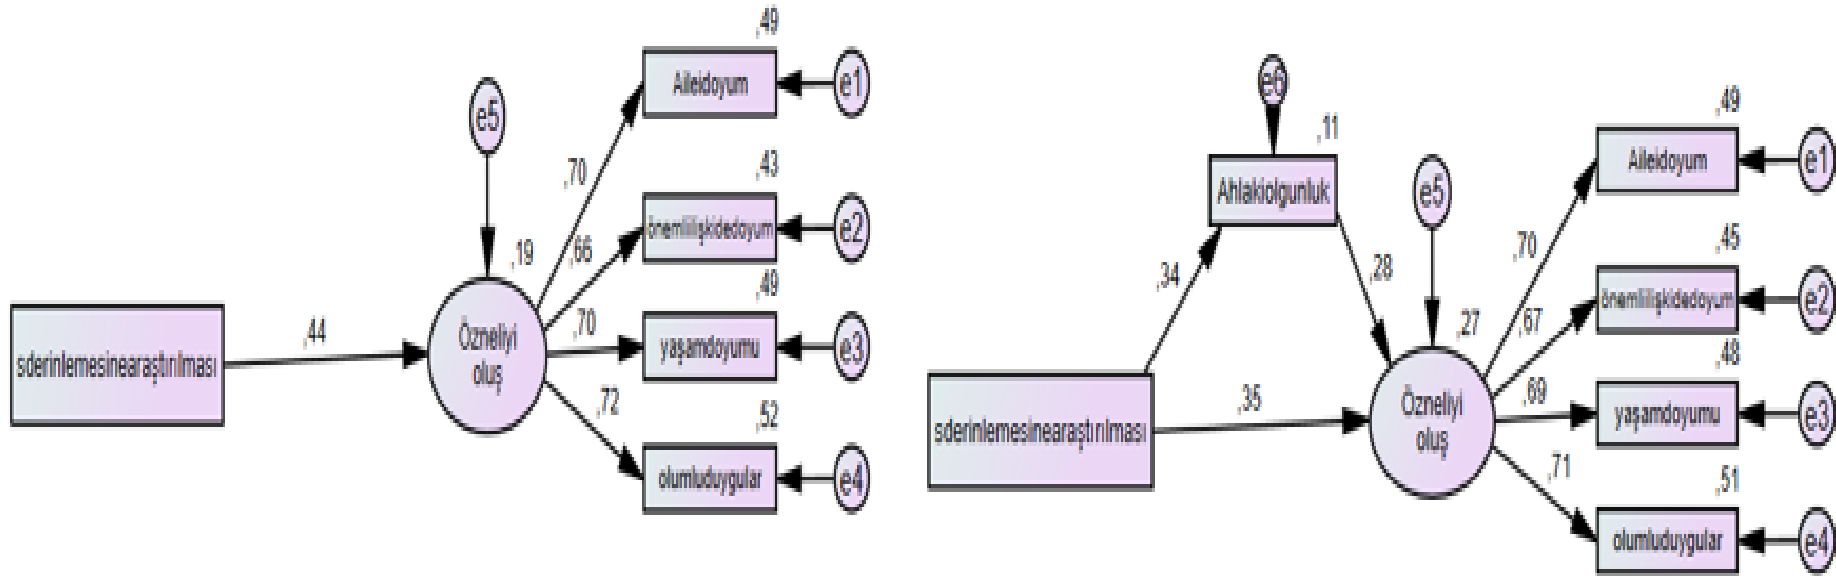 ,49
Aileidoyum
e1
e5
,70
,43
önemliilişkidedoyum
e2
,19
,66
,49
,44
Özneliyi
oluş
,70
yaşamdoyumu
e3
sderinlemesinearaştırılması
,72
,52
olumluduygular
e4
e6
,11
,49
Ahlakiolgunluk
e5
Aileidoyum
e1
,34
,28
,70
,45
önemliilişkidedoyum
e2
,27
,67
,48
,35
Özneliyi
oluş
,69
yaşamdoyumu
e3
sderinlemesinearaştırılması
,71
,51
olumluduygular
e4